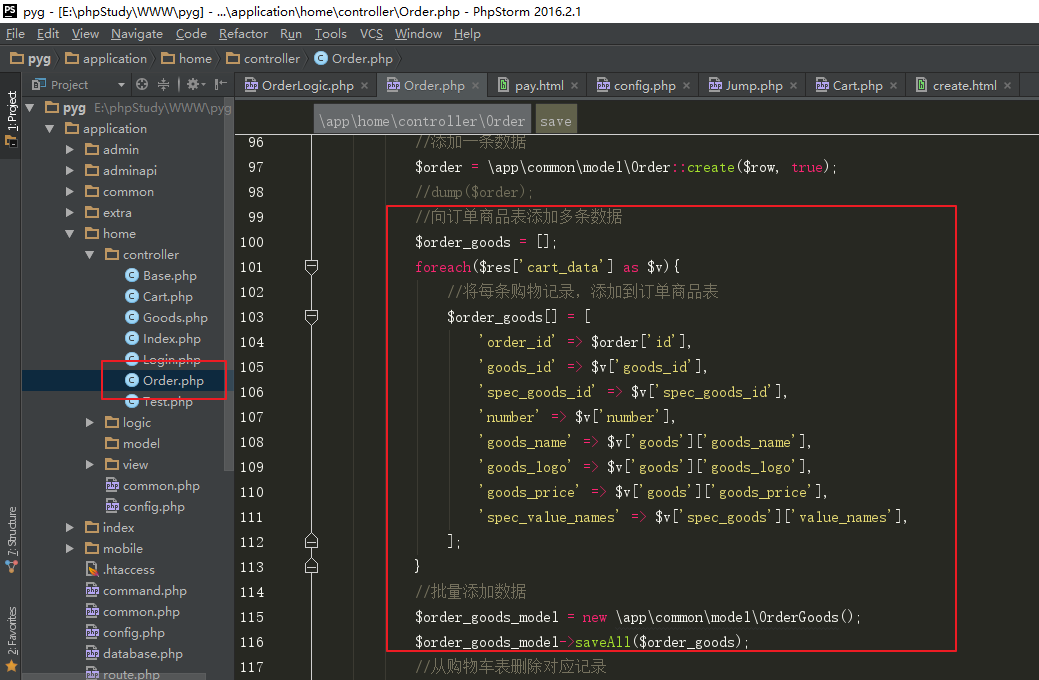 pyg - [E:\phpStudy\WWW\pyg] - ...\application\home\controller\Order.php - PhpStorm 2016.2.1
File Edit View Navigate Code Refactor Run Tools VCS Window Help
pyg application home controller Order.php
Project
OrderLogic.php Order.php pay.html config.php Jump.php Cart.php create.html
1: Project
7: Structure
2: Favorites
pyg E:\phpStudy\WWW\pyg
application
admin
adminapi
common
extra
home
controller
Base.php
Cart.php
Goods.php
Index.php
Login.php
Order.php
Test.php
logic
model
view
common.php
config.php
index
mobile
.htaccess
command.php
common.php
config.php
database.php
route.php
\app\home\controller\Order save
96 //添加一条数据
97 $order = \app\common\model\Order::create($row, true);
98 //dump($order);
99 //向订单商品表添加多条数据
100 $order_goods = [];
101 foreach($res['cart_data'] as $v){
102 //将每条购物记录，添加到订单商品表
103 $order_goods[] = [
104 'order_id' => $order['id'],
105 'goods_id' => $v['goods_id'],
106 'spec_goods_id' => $v['spec_goods_id'],
107 'number' => $v['number'],
108 'goods_name' => $v['goods']['goods_name'],
109 'goods_logo' => $v['goods']['goods_logo'],
110 'goods_price' => $v['goods']['goods_price'],
111 'spec_value_names' => $v['spec_goods']['value_names'],
112 ];
113 }
114 //批量添加数据
115 $order_goods_model = new \app\common\model\OrderGoods();
116 $order_goods_model->saveAll($order_goods);
117 //从购物车表删除对应记录